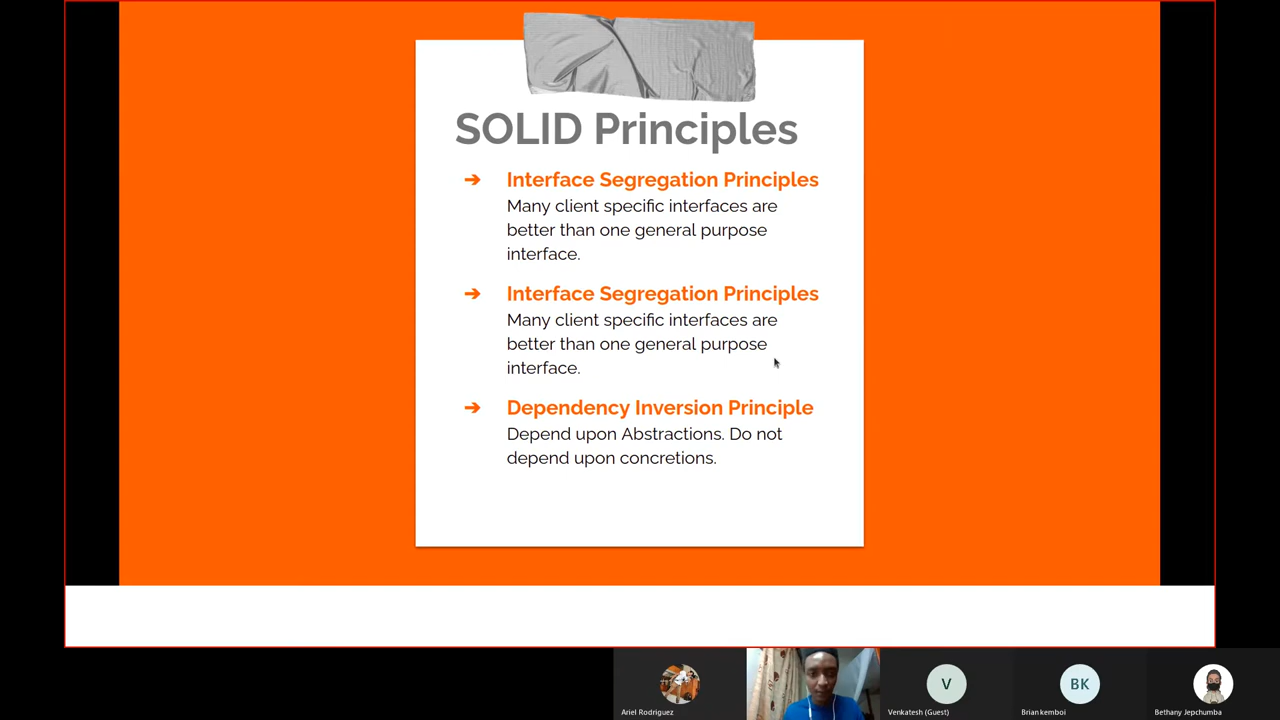 SOLID Principles
➔ Interface Segregation Principles
Many client specific interfaces are
better than one general purpose
interface.
➔ Interface Segregation Principles
Many client specific interfaces are
better than one general purpose
interface.
➔ Dependency Inversion Principle
Depend upon Abstractions. Do not
depend upon concretions.
V
BK
Ariel Rodriguez
Venkatesh (Guest)
Brian kemboi
Bethany Jepchumba